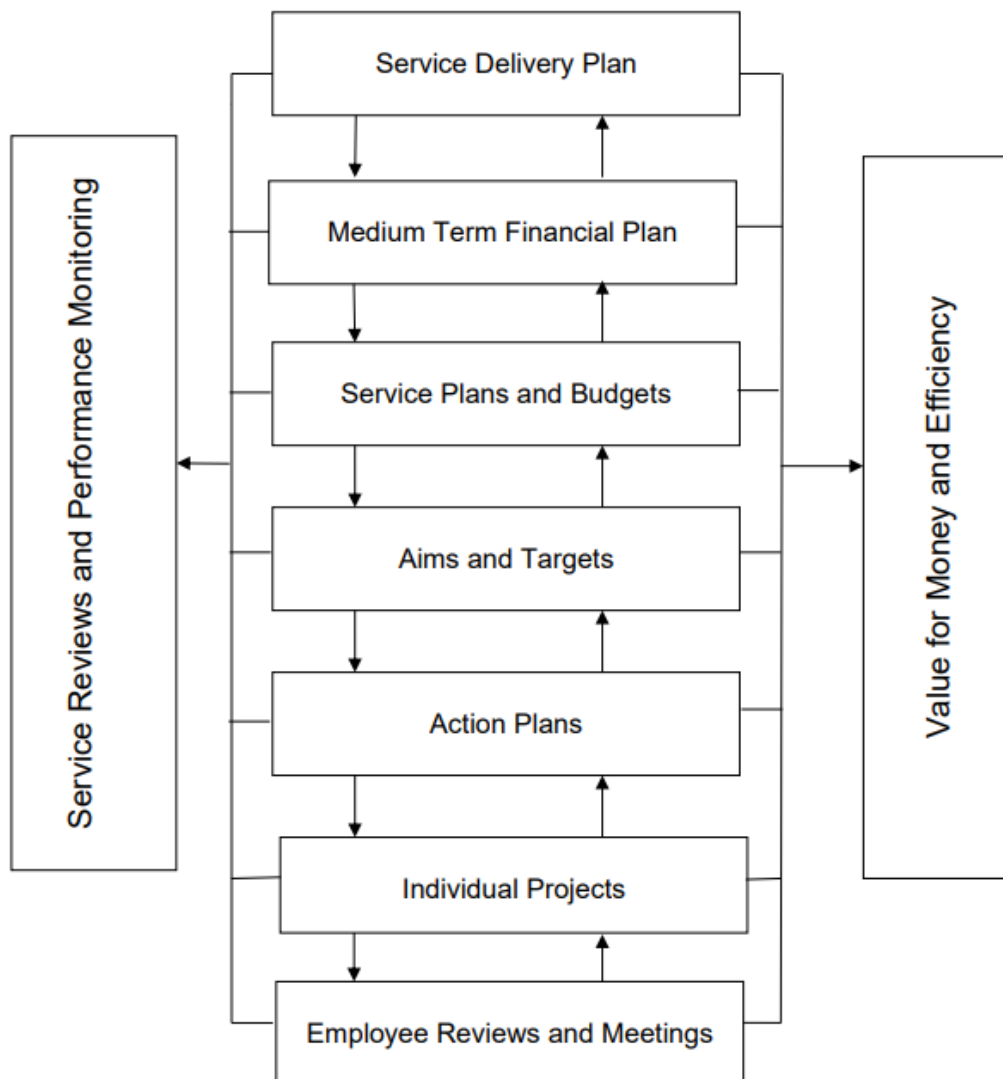 Service Delivery Plan
Medium Term Financial Plan
Service Plans and Budgets
Aims and Targets
Action Plans
Individual Projects
Employee Reviews and Meetings
Service Reviews and Performance Monitoring
Value for Money and Efficiency